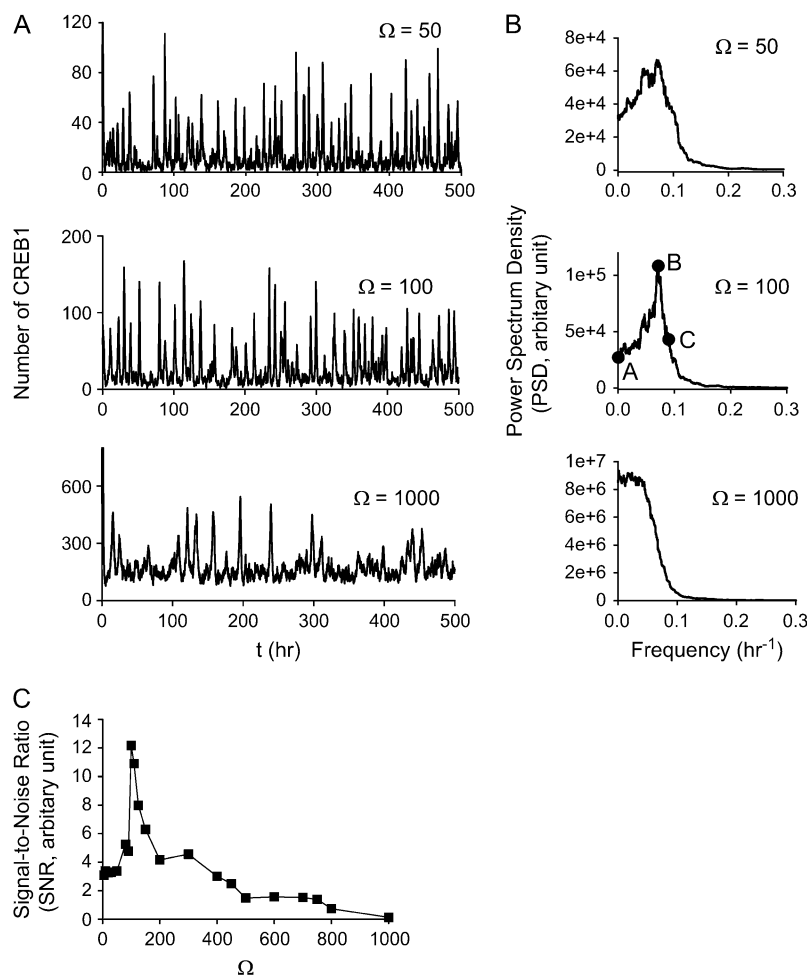 A
B
Ω = 50
120
80
40
0
0
100
200
300
400
500
Ω = 50
8e+4
6e+4
4e+4
2e+4
0
0.0
0.1
0.2
0.3
Number of CREB1
Ω = 100
200
100
0
0
100
200
300
400
500
Power Spectrum Density
(PSD, arbitary unit)
Ω = 100
1e+5
5e+4
0
A
B
C
0.0
0.1
0.2
0.3
Ω = 1000
600
300
0
0
100
200
300
400
500
t (hr)
Ω = 1000
1e+7
8e+6
6e+6
4e+6
2e+6
0
0.0
0.1
0.2
0.3
Frequency (hr⁻¹)
C
Signal-to-Noise Ratio
(SNR, arbitary unit)
14
12
10
8
6
4
2
0
0
200
400
600
800
1000
Ω